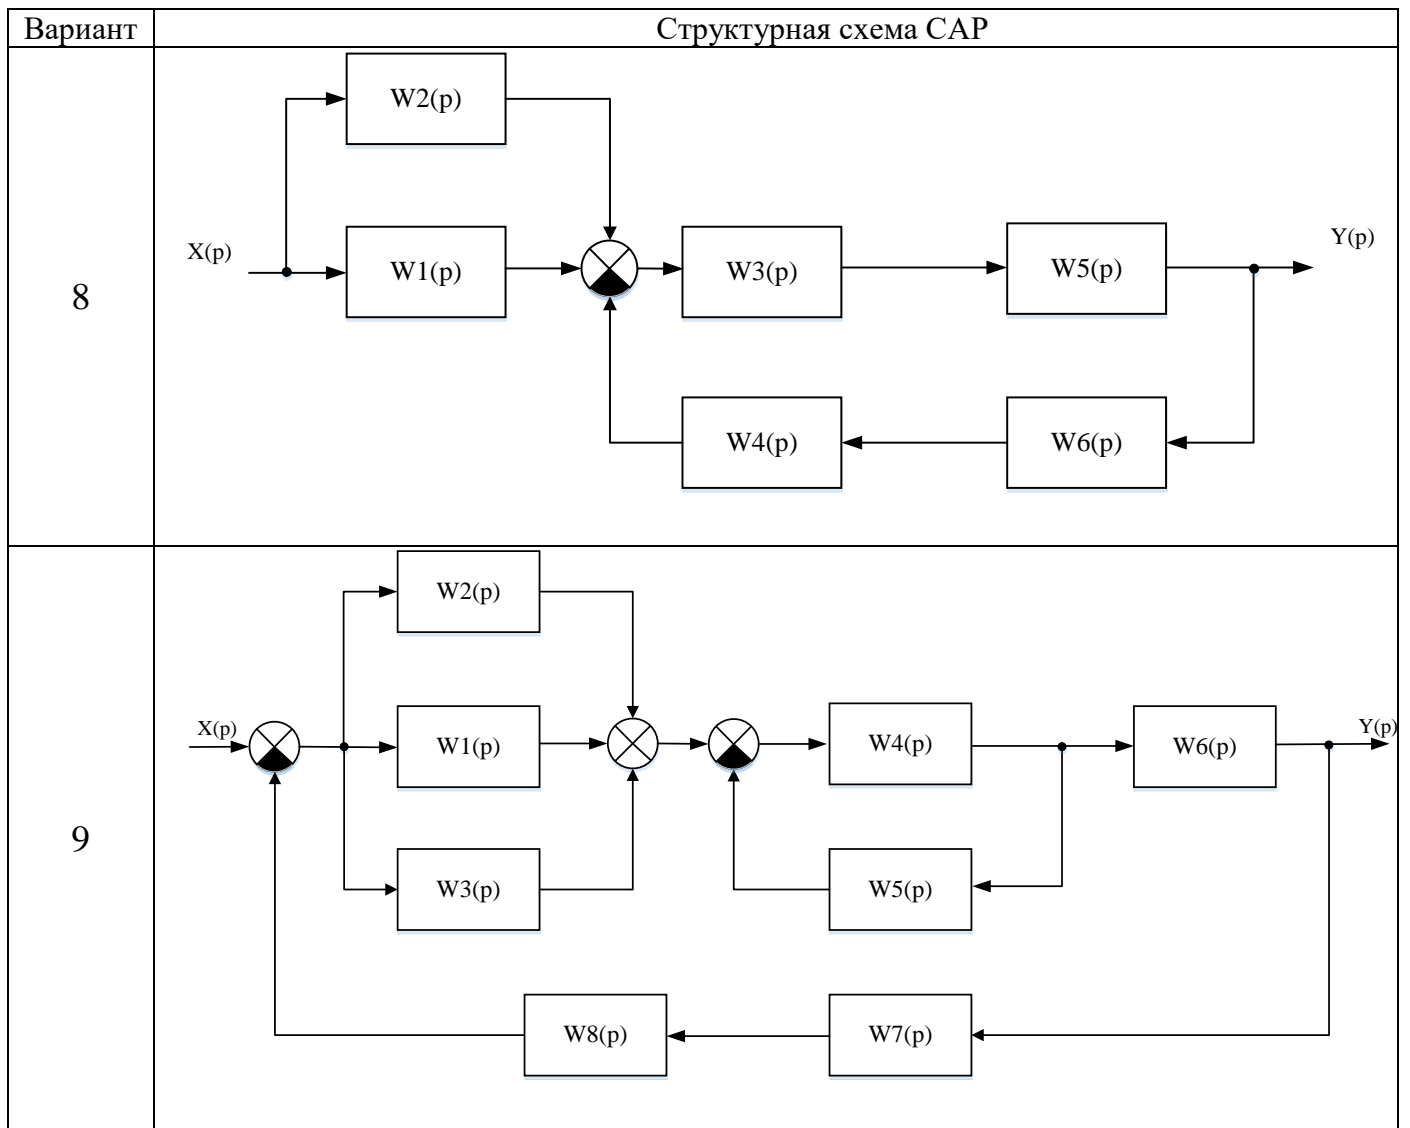 Вариант Структурная схема САР
W2(p)
X(p) W1(p) W3(p) W5(p) Y(p)
8
W4(p) W6(p)
W2(p)
X(p) W1(p) W4(p) W6(p) Y(p)
9
W3(p) W5(p)
W8(p) W7(p)